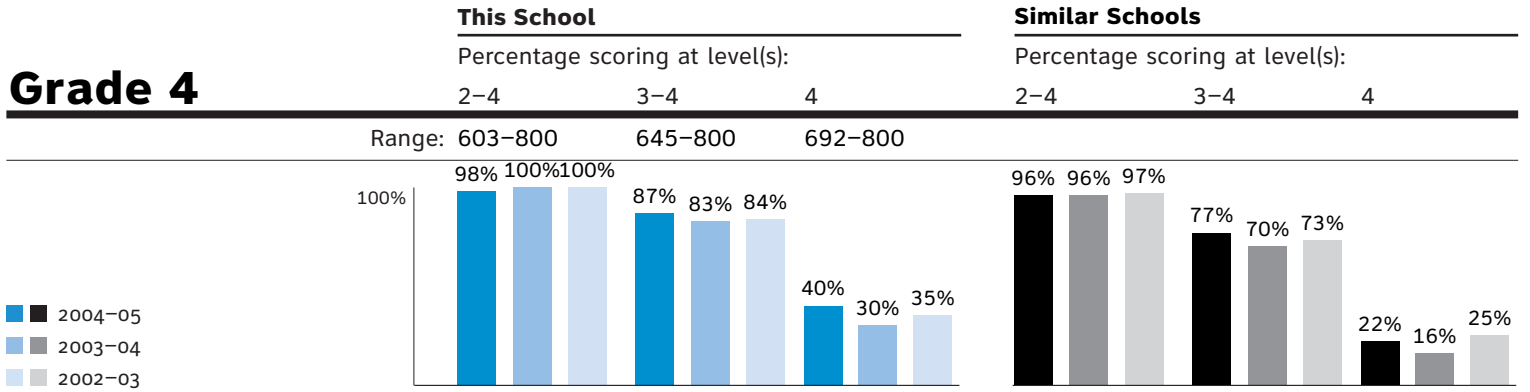 This School Similar Schools
Percentage scoring at level(s): Percentage scoring at level(s):
Grade 4 2–4 3–4 4 2–4 3–4 4
Range: 603–800 645–800 692–800
100%
98% 100% 100% 87% 83% 84% 40% 30% 35% 96% 96% 97% 77% 70% 73% 22% 16% 25%
2004–05
2003–04
2002–03